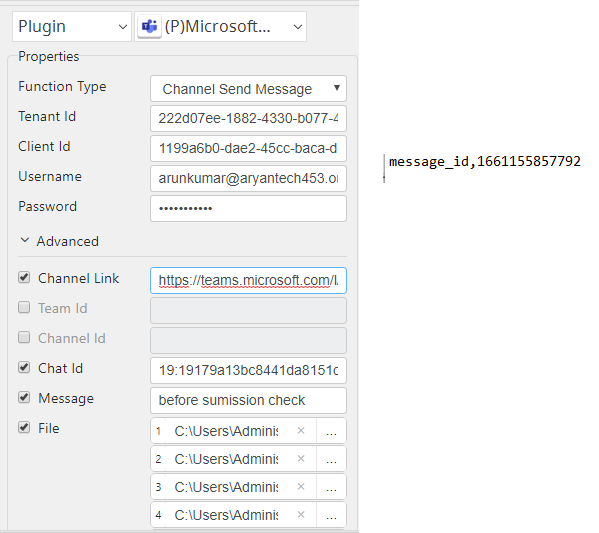 Plugin (P)Microsoft...
Properties
Function Type Channel Send Message
Tenant Id 222d07ee-1882-4330-b077-4
Client Id 1199a6b0-dae2-45cc-baca-d
Username arunkumar@aryantech453.o
Password •••••••••••
Advanced
Channel Link https://teams.microsoft.com/l
Team Id
Channel Id
Chat Id 19:19179a13bc8441da8151c
Message before sumission check
File 1 C:\Users\Adminis × ...
2 C:\Users\Adminis × ...
3 C:\Users\Adminis × ...
4 C:\Users\Adminis × ...
message_id,1661155857792